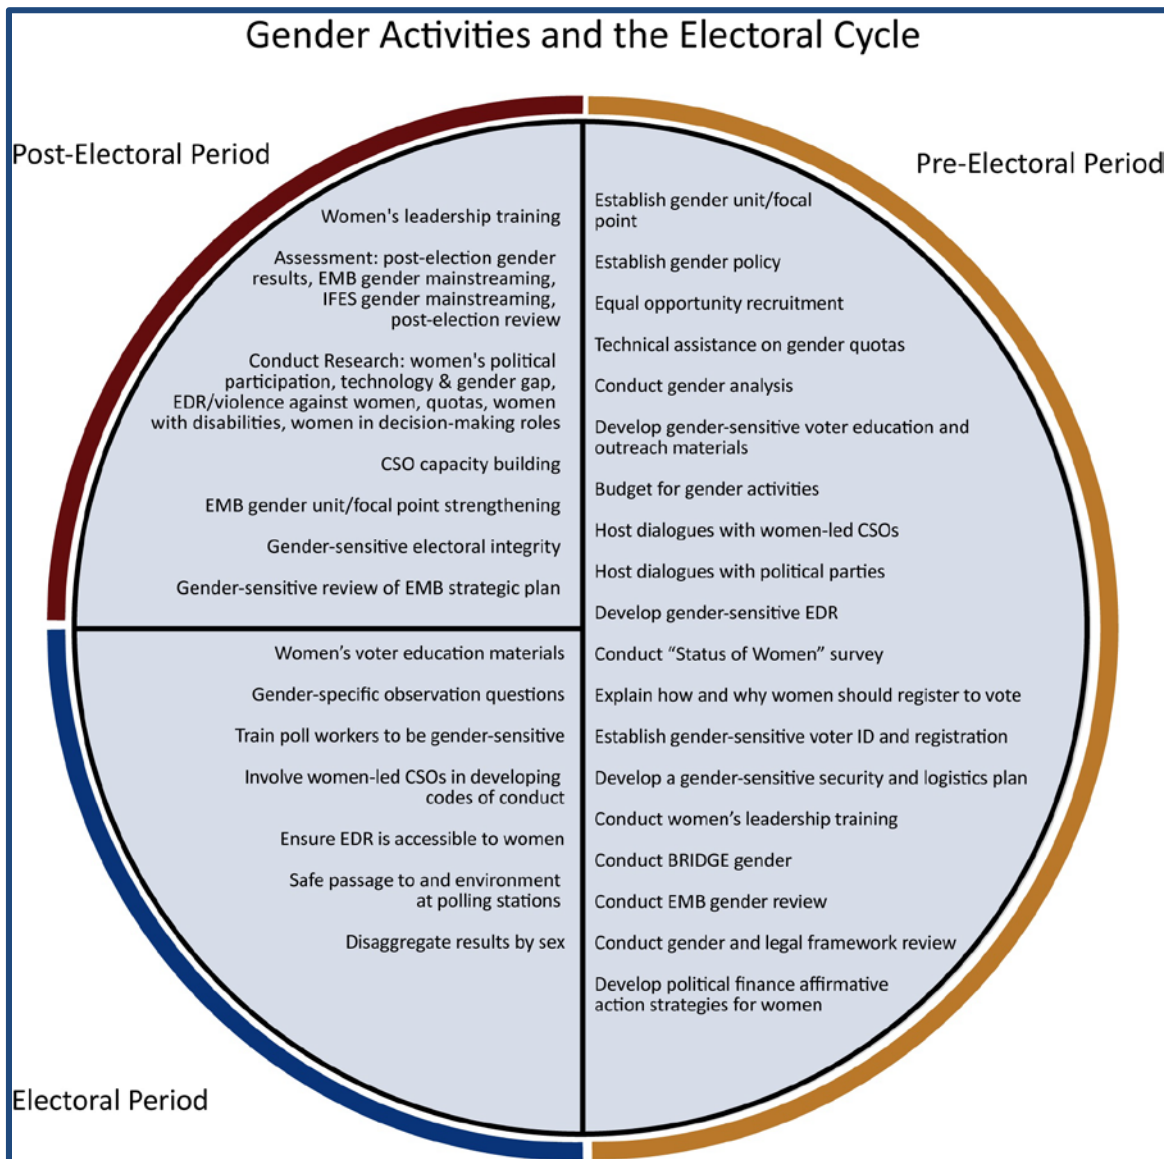 Gender Activities and the Electoral Cycle
Post-Electoral Period
Women's leadership training
Assessment: post-election gender
results, EMB gender mainstreaming,
IFES gender mainstreaming,
post-election review
Conduct Research: women's political
participation, technology & gender gap,
EDR/violence against women, quotas, women
with disabilities, women in decision-making roles
CSO capacity building
EMB gender unit/focal point strengthening
Gender-sensitive electoral integrity
Gender-sensitive review of EMB strategic plan
Pre-Electoral Period
Establish gender unit/focal
point
Establish gender policy
Equal opportunity recruitment
Technical assistance on gender quotas
Conduct gender analysis
Develop gender-sensitive voter education and
outreach materials
Budget for gender activities
Host dialogues with women-led CSOs
Host dialogues with political parties
Develop gender-sensitive EDR
Conduct “Status of Women” survey
Explain how and why women should register to vote
Establish gender-sensitive voter ID and registration
Develop a gender-sensitive security and logistics plan
Conduct women’s leadership training
Conduct BRIDGE gender
Conduct EMB gender review
Conduct gender and legal framework review
Develop political finance affirmative
action strategies for women
Women’s voter education materials
Gender-specific observation questions
Train poll workers to be gender-sensitive
Involve women-led CSOs in developing
codes of conduct
Ensure EDR is accessible to women
Safe passage to and environment
at polling stations
Disaggregate results by sex
Electoral Period